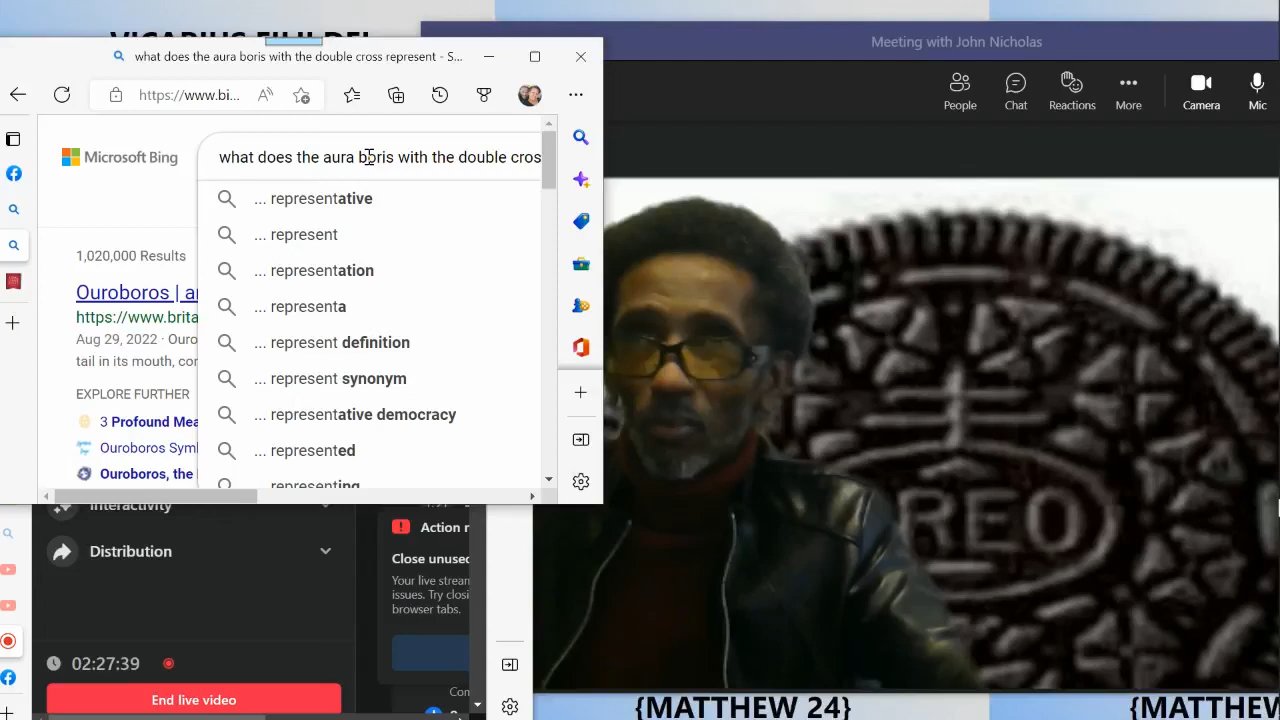 VICARIUS FILII DEI
what does the aura boris with the double cross represent - S...
Meeting with John Nicholas
https://www.bi...
People
Chat
Reactions
More
Camera
Mic
Microsoft Bing
what does the aura boris with the double cros
... representative
... represent
... representation
... representa
... represent definition
... represent synonym
... representative democracy
... represented
... representing
1,020,000 Results
Ouroboros | a
https://www.brita
Aug 29, 2022 · Ouro
tail in its mouth, co
EXPLORE FURTHER
3 Profound Mea
Ouroboros Sym
Ouroboros, the
REO
Interactivity
Distribution
Action r
Close unused
Your live strean
issues. Try closi
browser tabs.
02:27:39
Con
End live video
{MATTHEW 24}
{MATTHEW